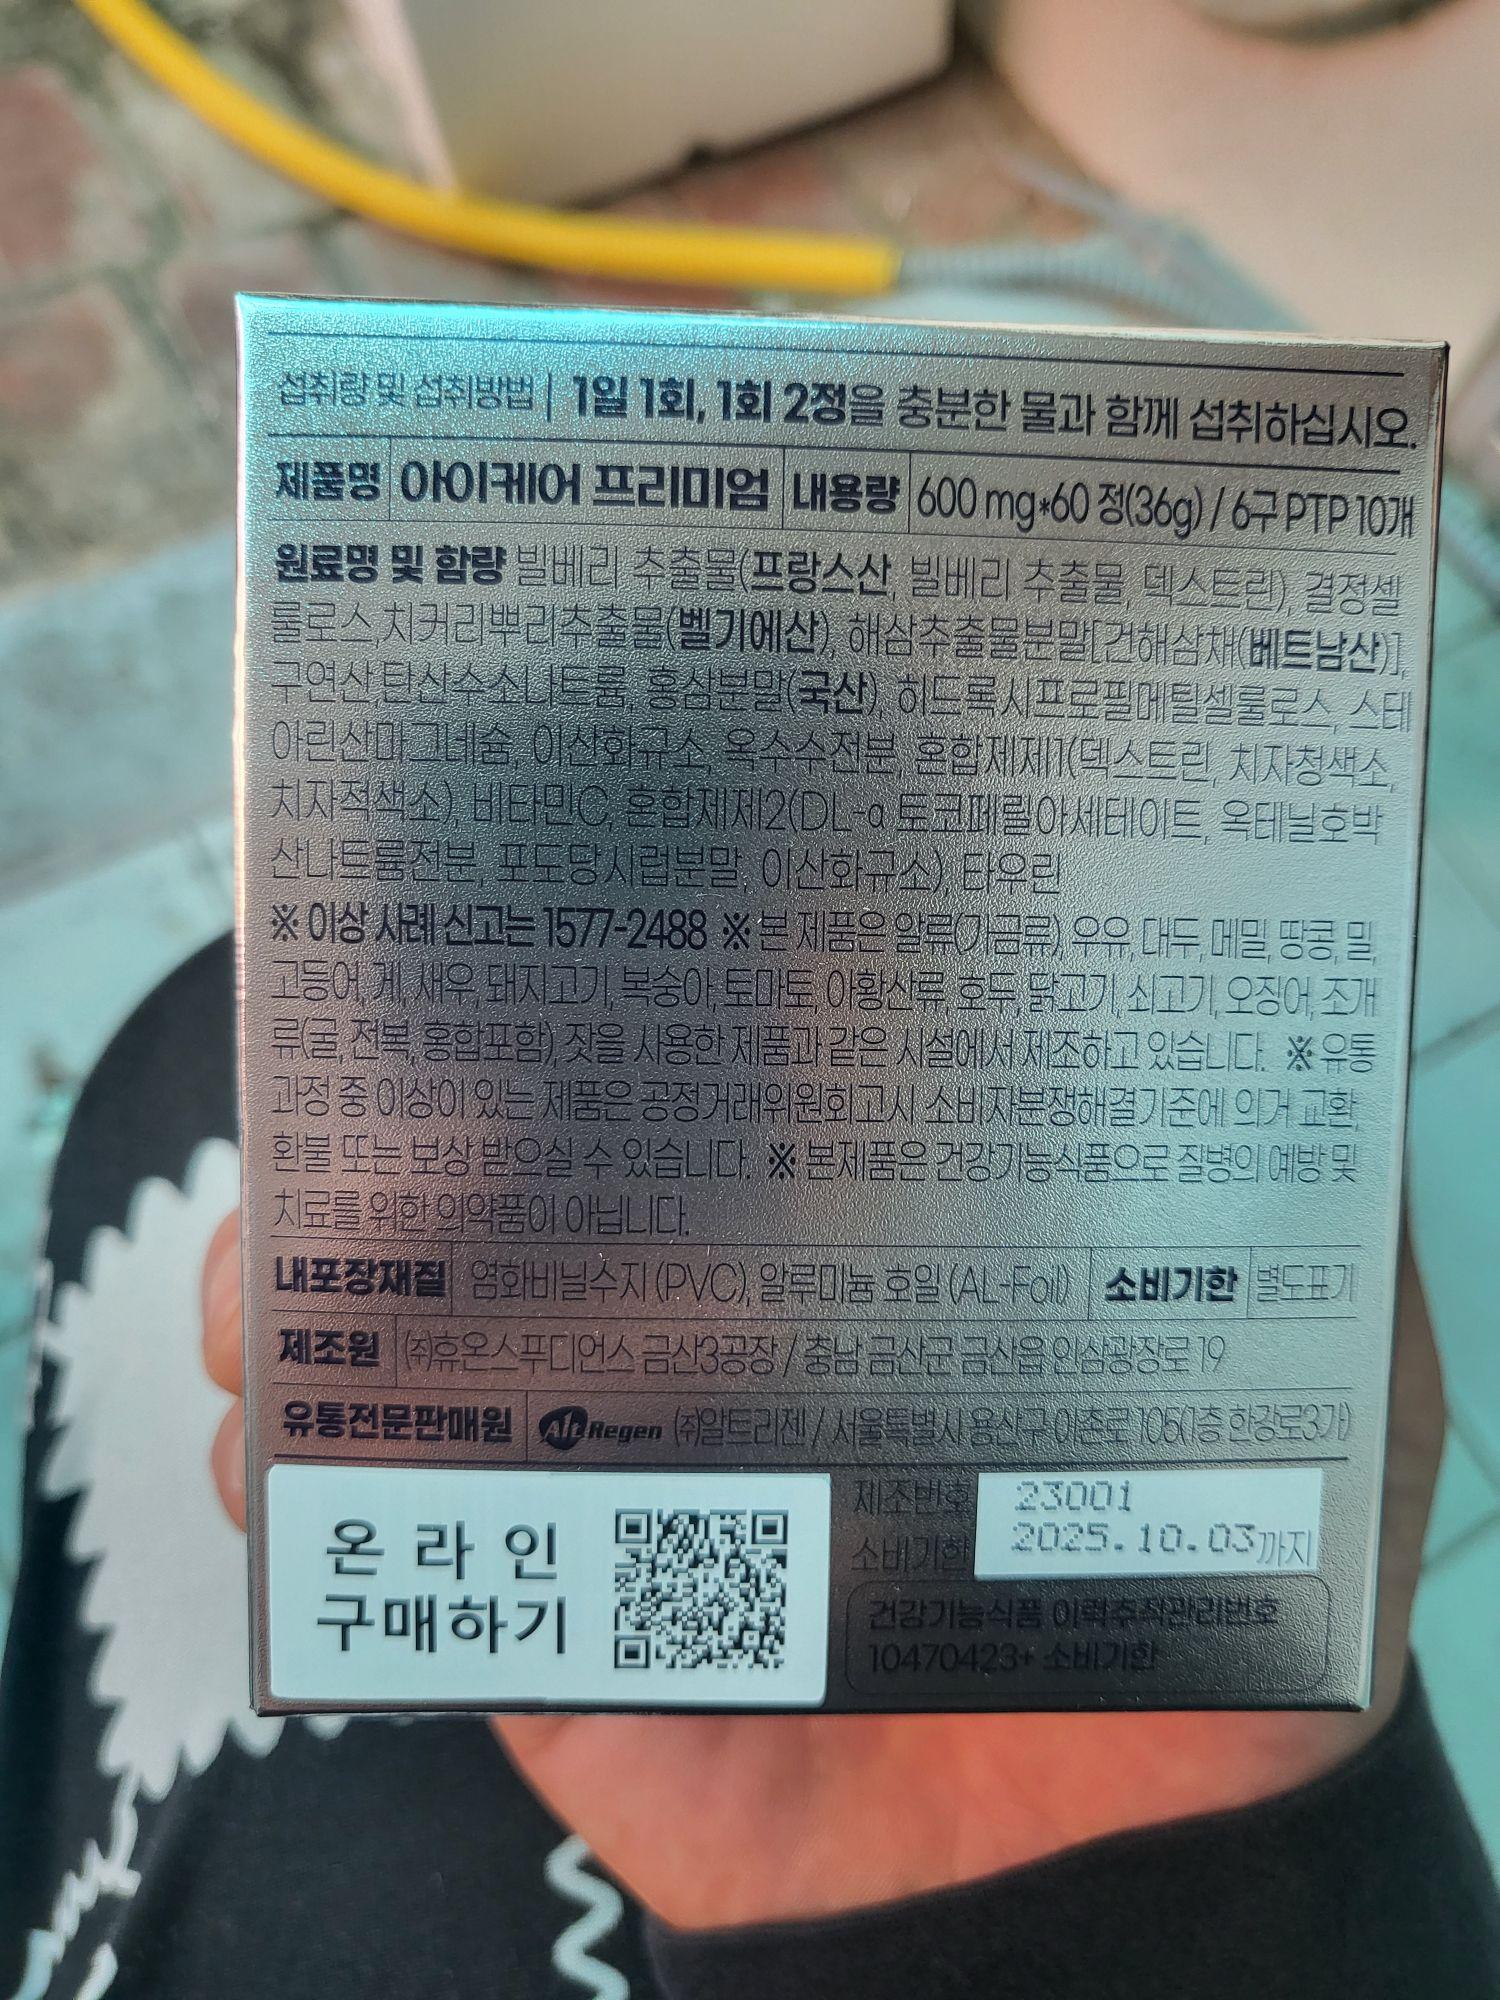 섭취량 및 섭취방법 | 1일 1회, 1회 2정을 충분한 물과 함께 섭취하십시오.
제품명 아이케어 프리미엄 내용량 600 mg*60 정(36g) / 6구 PTP 10개
원료명 및 함량 빌베리 추출물(프랑스산, 빌베리 추출물, 덱스트린), 결정셀
룰로스,치커리뿌리추출물(벨기에산), 해삼추출물분말[건해삼채(베트남산)],
구연산,탄산수소나트륨, 홍삼분말(국산), 히드록시프로필메틸셀룰로스, 스테
아린산마그네슘, 이산화규소, 옥수수전분, 혼합제제1(덱스트린, 치자청색소,
치자적색소), 비타민C, 혼합제제2(DL-α 토코페릴아세테이트, 옥테닐호박
산나트륨전분, 포도당시럽분말, 이산화규소), 타우린
※ 이상 사례 신고는 1577-2488 ※ 본 제품은 알류(가금류), 우유, 대두, 메밀, 땅콩, 밀,
고등어, 게, 새우, 돼지고기, 복숭아, 토마토, 아황산류, 호두, 닭고기, 쇠고기, 오징어, 조개
류(굴, 전복, 홍합포함), 잣을 사용한 제품과 같은 시설에서 제조하고 있습니다. ※ 유통
과정 중 이상이 있는 제품은 공정거래위원회고시 소비자분쟁해결기준에 의거 교환,
환불 또는 보상 받으실 수 있습니다. ※ 본제품은 건강기능식품으로 질병의 예방 및
치료를 위한 의약품이 아닙니다.
내포장재질 염화비닐수지 (PVC), 알루미늄 호일 (AL-Foil) 소비기한 별도표기
제조원 ㈜휴온스푸디언스 금산3공장 / 충남 금산군 금산읍 인삼광장로 19
유통전문판매원 AL Regen ㈜알트리젠 / 서울특별시 용산구 이촌로 105(1층 한강로3가)
온라인
구매하기
제조번호 23001
소비기한 2025.10.03까지
건강기능식품 이력추적관리번호
10470423+ 소비기한